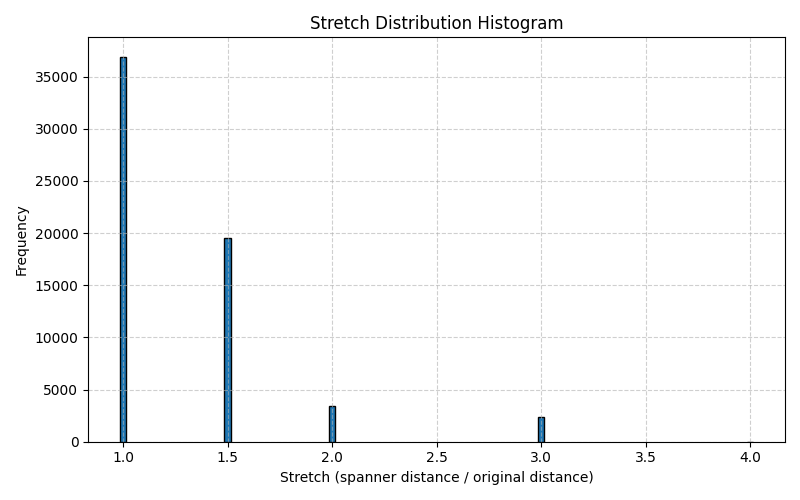 Stretch Distribution Histogram
Frequency
35000
30000
25000
20000
15000
10000
5000
0
1.0 1.5 2.0 2.5 3.0 3.5 4.0
Stretch (spanner distance / original distance)